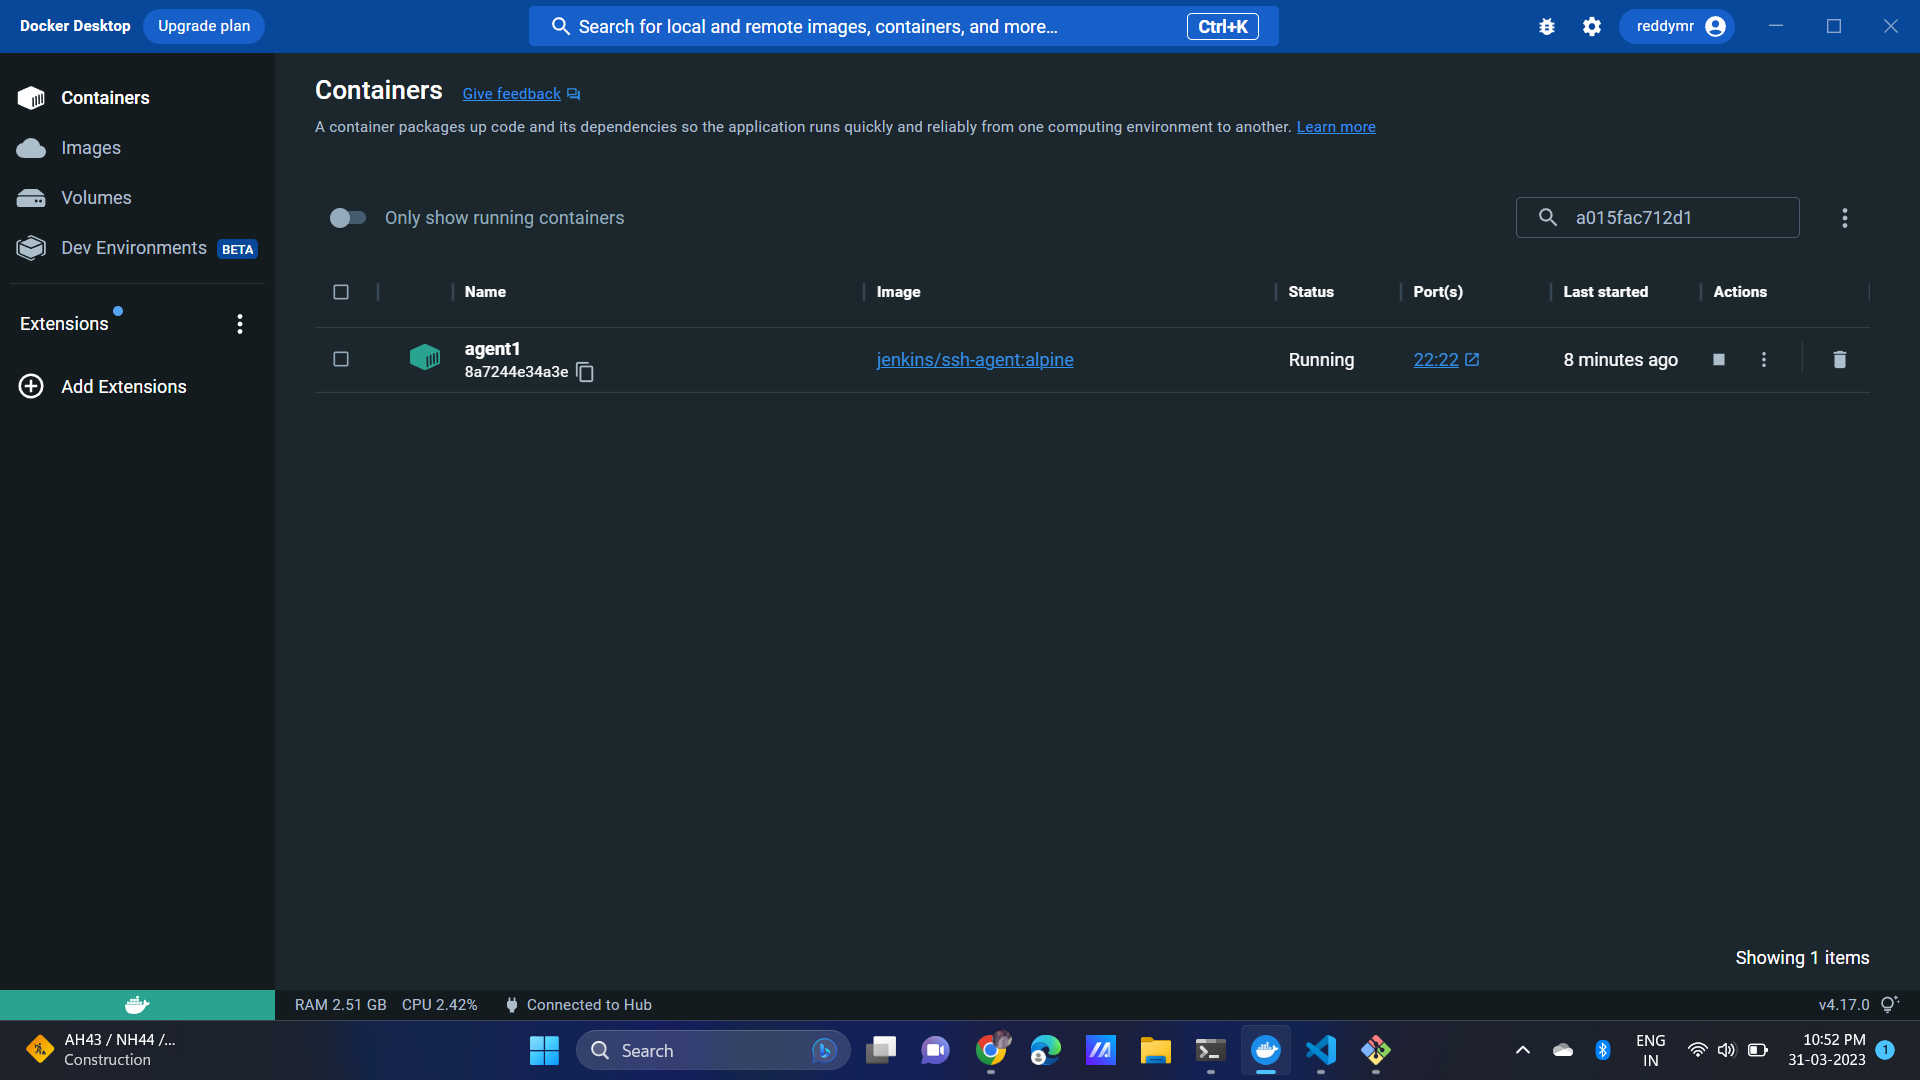 Docker Desktop Upgrade plan Search for local and remote images, containers, and more... Ctrl+K reddymr
Containers
Images
Volumes
Dev Environments BETA
Extensions
Add Extensions
Containers Give feedback
A container packages up code and its dependencies so the application runs quickly and reliably from one computing environment to another. Learn more
Only show running containers a015fac712d1
Name Image Status Port(s) Last started Actions
agent1
8a7244e34a3e
jenkins/ssh-agent:alpine Running 22:22 8 minutes ago
Showing 1 items
RAM 2.51 GB CPU 2.42% Connected to Hub v4.17.0
AH43 / NH44 /...
Construction
Search
ENG
IN
10:52 PM
31-03-2023
1